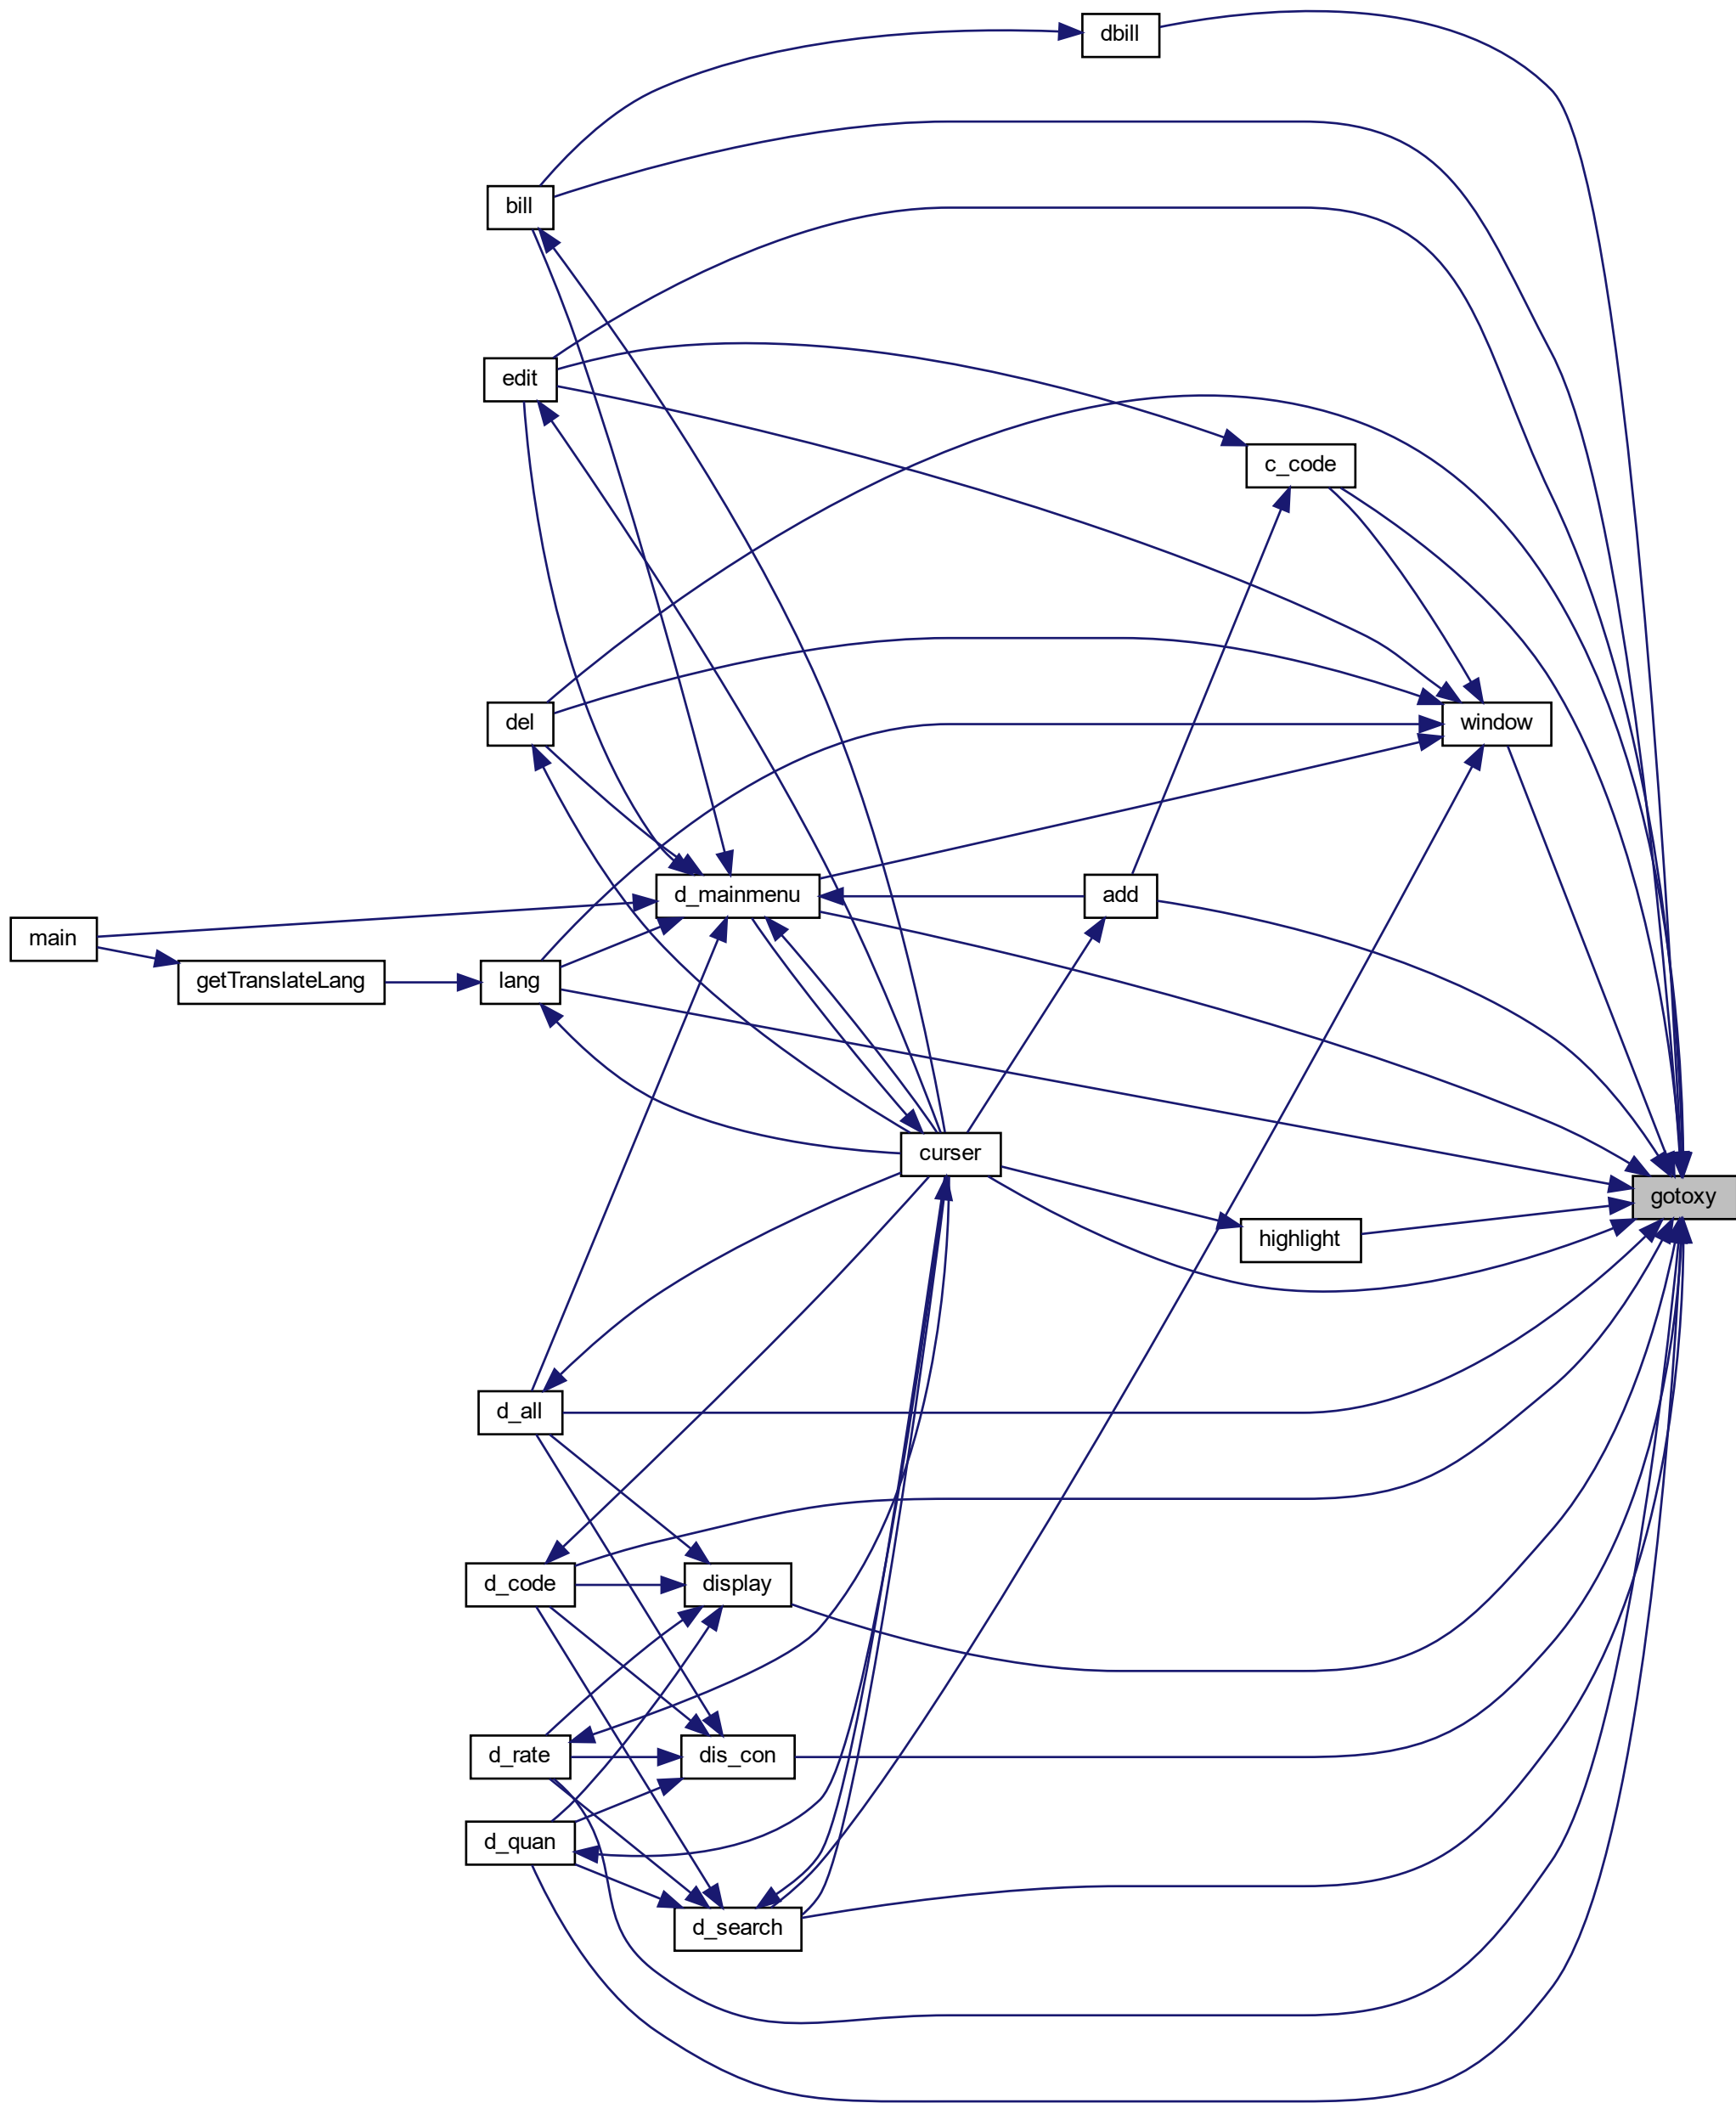 dbill
bill
edit
c_code
del
window
d_mainmenu
add
main
getTranslateLang
lang
curser
gotoxy
highlight
d_all
d_code
display
d_rate
dis_con
d_quan
d_search